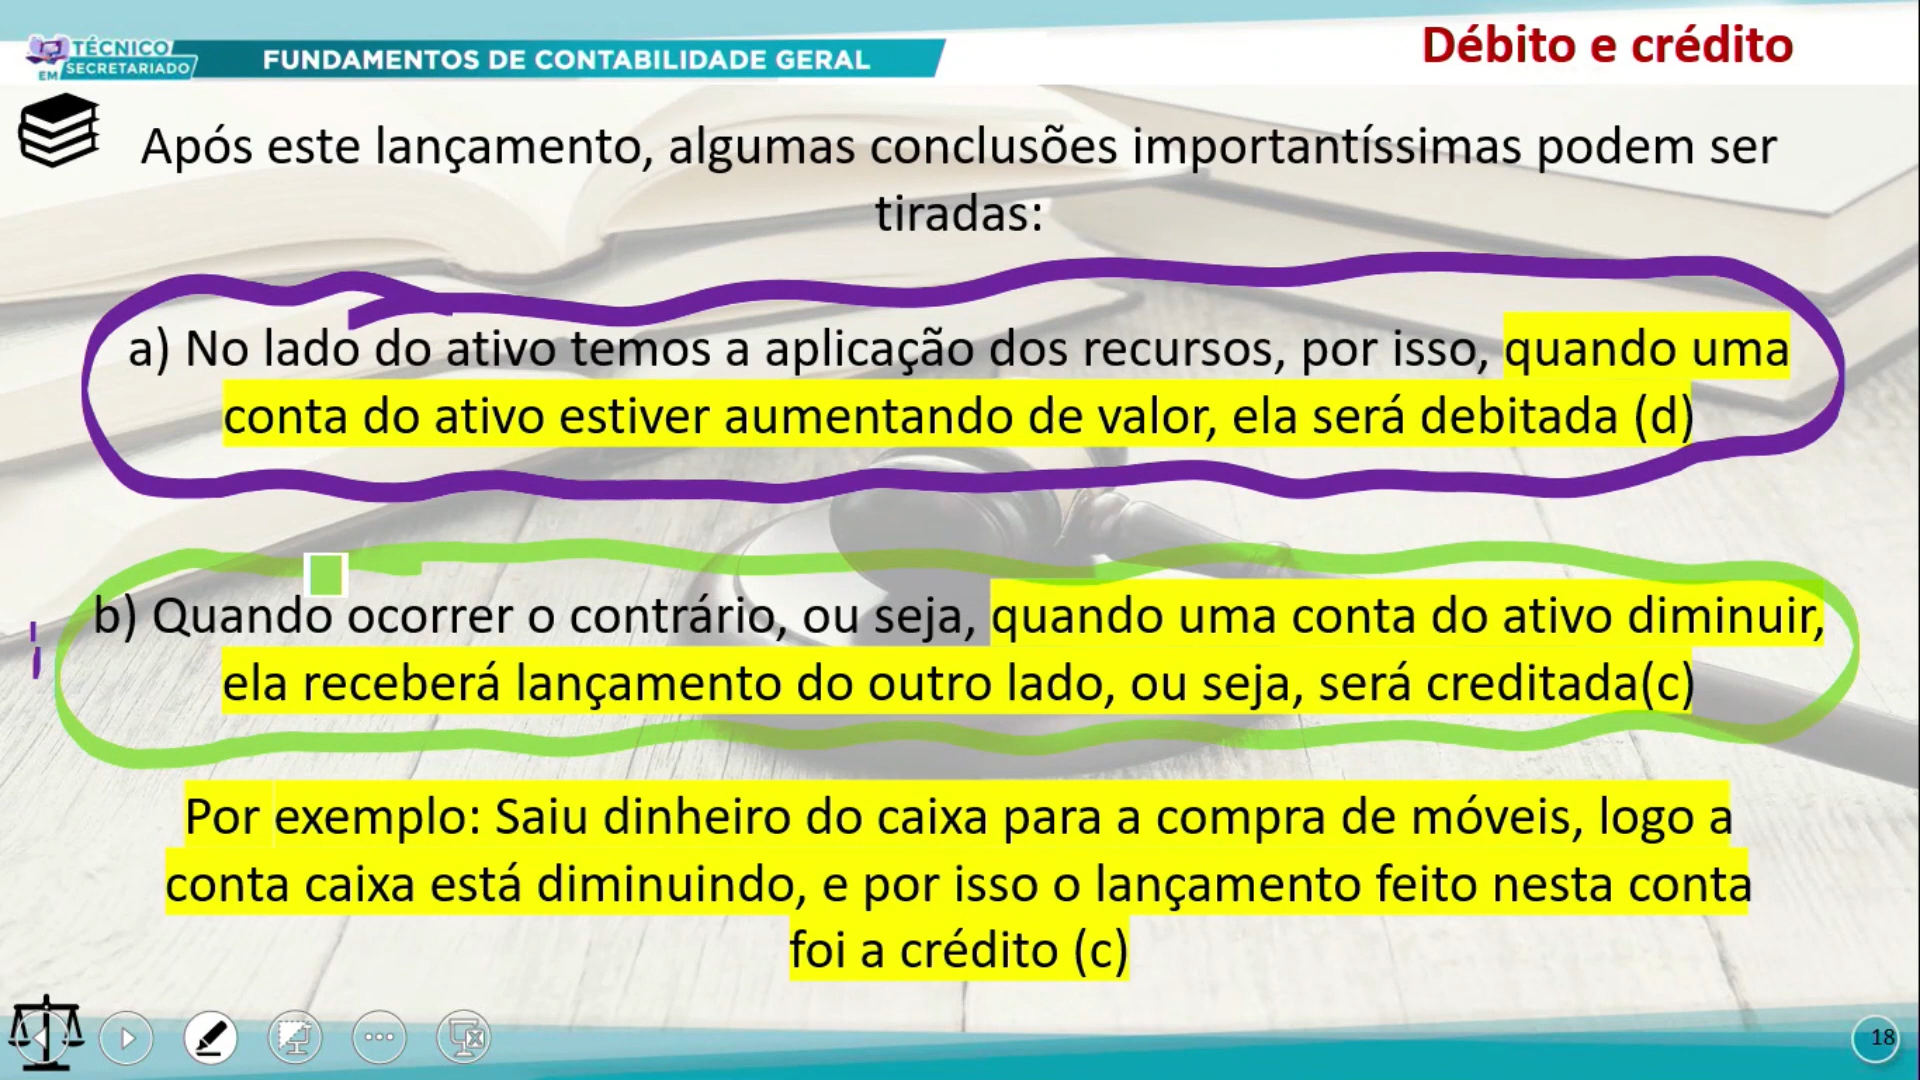 TÉCNICO
EM SECRETARIADO
FUNDAMENTOS DE CONTABILIDADE GERAL
Débito e crédito
Após este lançamento, algumas conclusões importantíssimas podem ser
tiradas:
a) No lado do ativo temos a aplicação dos recursos, por isso, quando uma
conta do ativo estiver aumentando de valor, ela será debitada (d)
b) Quando ocorrer o contrário, ou seja, quando uma conta do ativo diminuir,
ela receberá lançamento do outro lado, ou seja, será creditada(c)
Por exemplo: Saiu dinheiro do caixa para a compra de móveis, logo a
conta caixa está diminuindo, e por isso o lançamento feito nesta conta
foi a crédito (c)
18